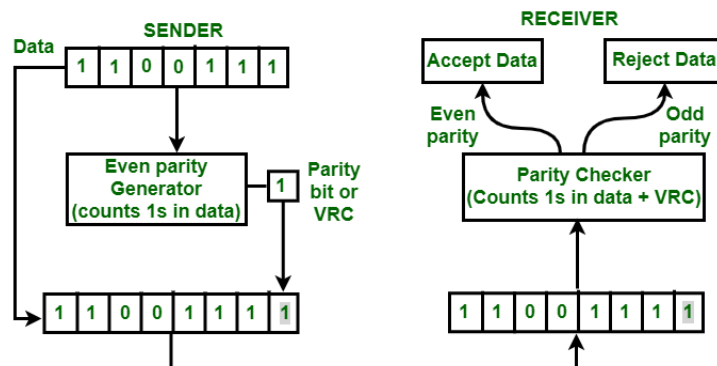 SENDER
Data
1 1 0 0 1 1 1
Even parity
Generator
(counts 1s in data)
1
Parity
bit or
VRC
1 1 0 0 1 1 1 1
RECEIVER
Accept Data
Reject Data
Even
parity
Odd
parity
Parity Checker
(Counts 1s in data + VRC)
1 1 0 0 1 1 1 1